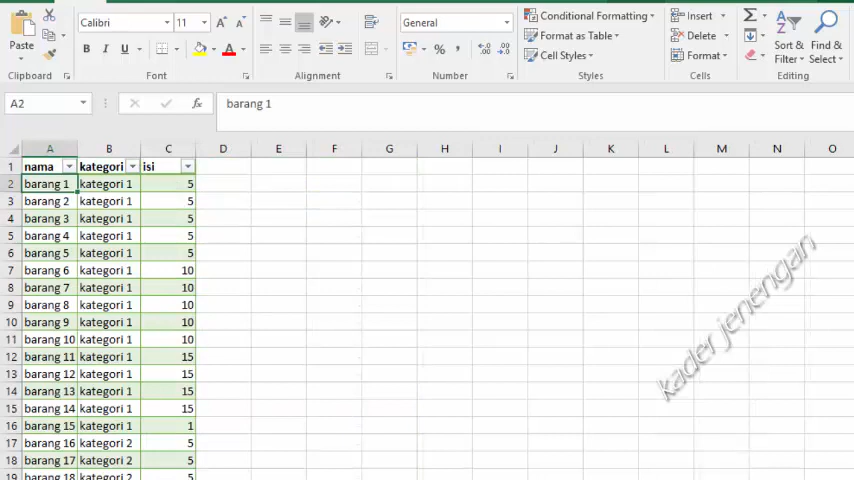 Calibri 11 A A General Conditional Formatting Insert Σ
Paste B I U A % , Format as Table Delete
Cell Styles Format Sort & Filter Find & Select
Clipboard Font Alignment Number Styles Cells Editing
A2 fx barang 1
A B C D E F G H I J K L M N O
1 nama kategori isi
2 barang 1 kategori 1 5
3 barang 2 kategori 1 5
4 barang 3 kategori 1 5
5 barang 4 kategori 1 5
6 barang 5 kategori 1 5
7 barang 6 kategori 1 10
8 barang 7 kategori 1 10
9 barang 8 kategori 1 10
10 barang 9 kategori 1 10
11 barang 10 kategori 1 10
12 barang 11 kategori 1 15
13 barang 12 kategori 1 15
14 barang 13 kategori 1 15
15 barang 14 kategori 1 15
16 barang 15 kategori 1 1
17 barang 16 kategori 2 5
18 barang 17 kategori 2 5
19 barang 18 kategori 2 5
kader jenengan